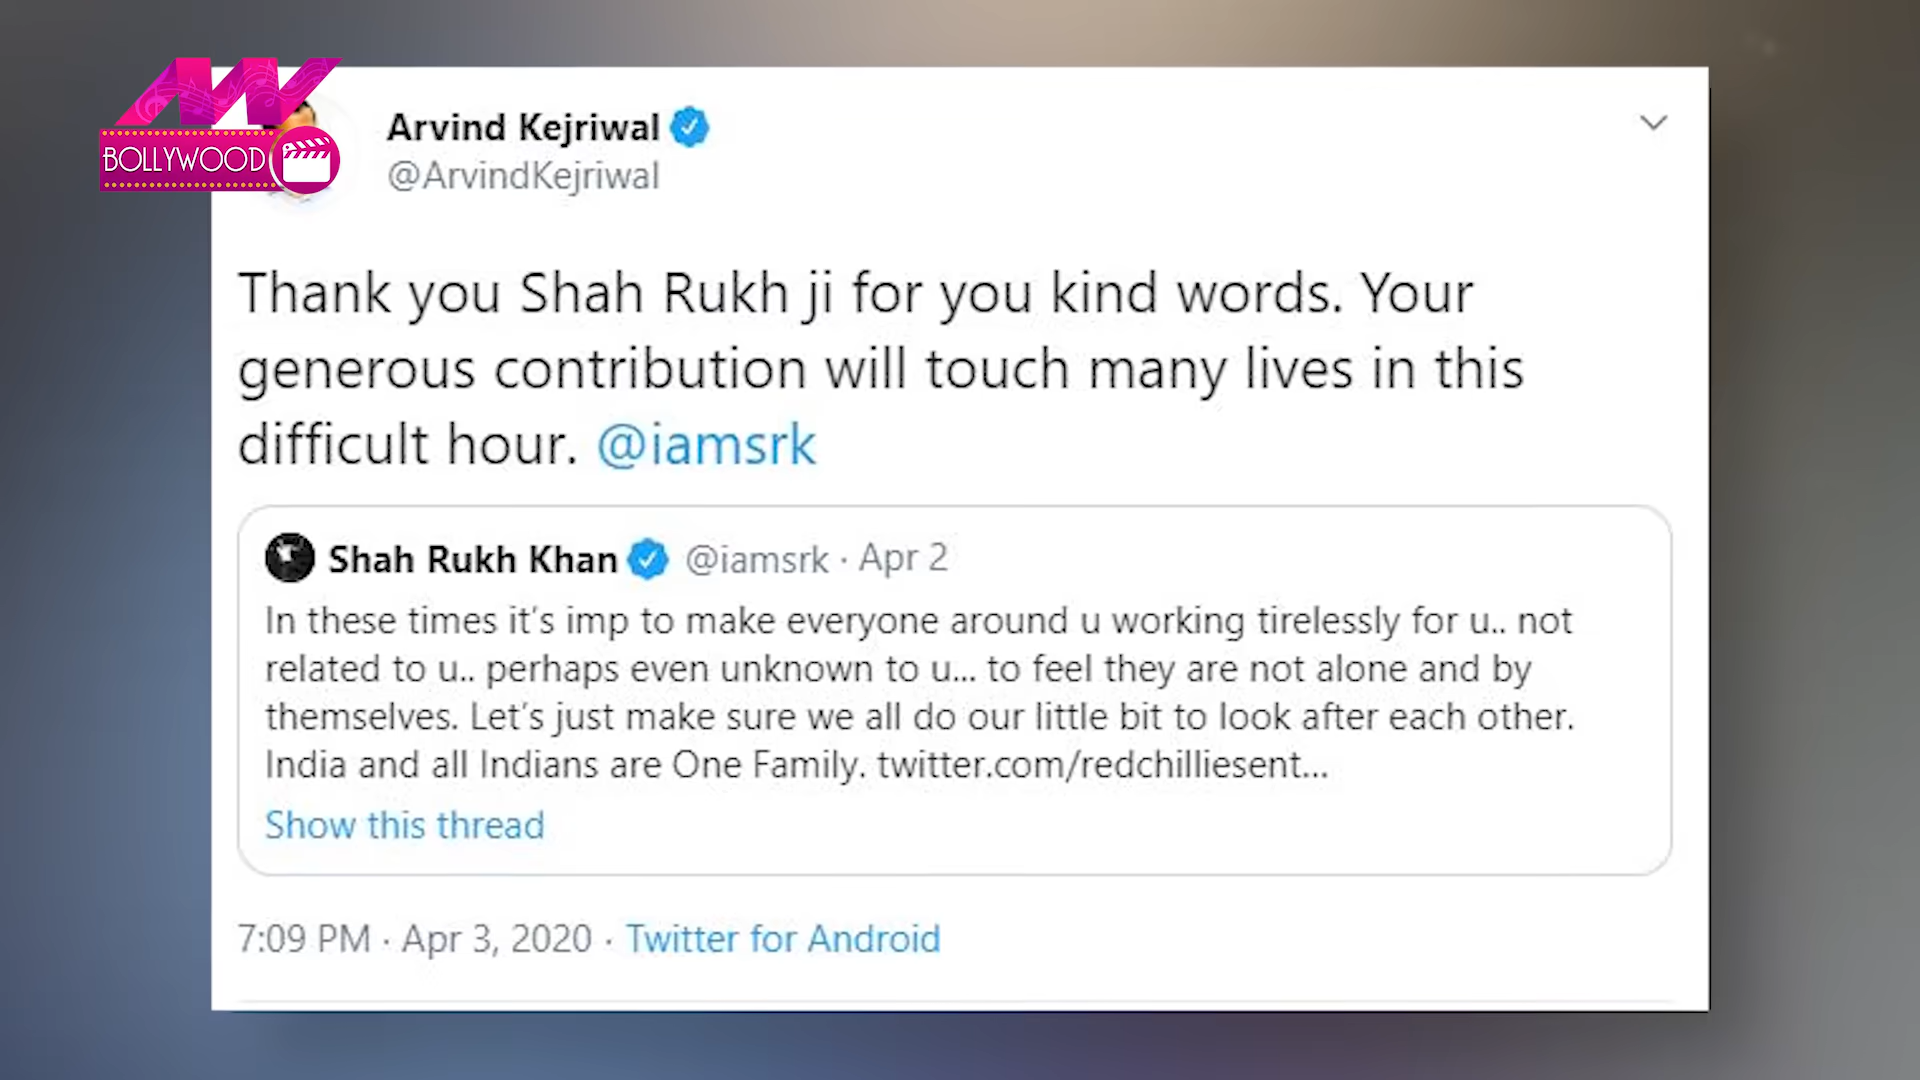 BOLLYWOOD
Arvind Kejriwal
@ArvindKejriwal
Thank you Shah Rukh ji for you kind words. Your
generous contribution will touch many lives in this
difficult hour. @iamsrk
Shah Rukh Khan @iamsrk · Apr 2
In these times it's imp to make everyone around u working tirelessly for u.. not
related to u.. perhaps even unknown to u... to feel they are not alone and by
themselves. Let's just make sure we all do our little bit to look after each other.
India and all Indians are One Family. twitter.com/redchilliesent...
Show this thread
7:09 PM · Apr 3, 2020 · Twitter for Android